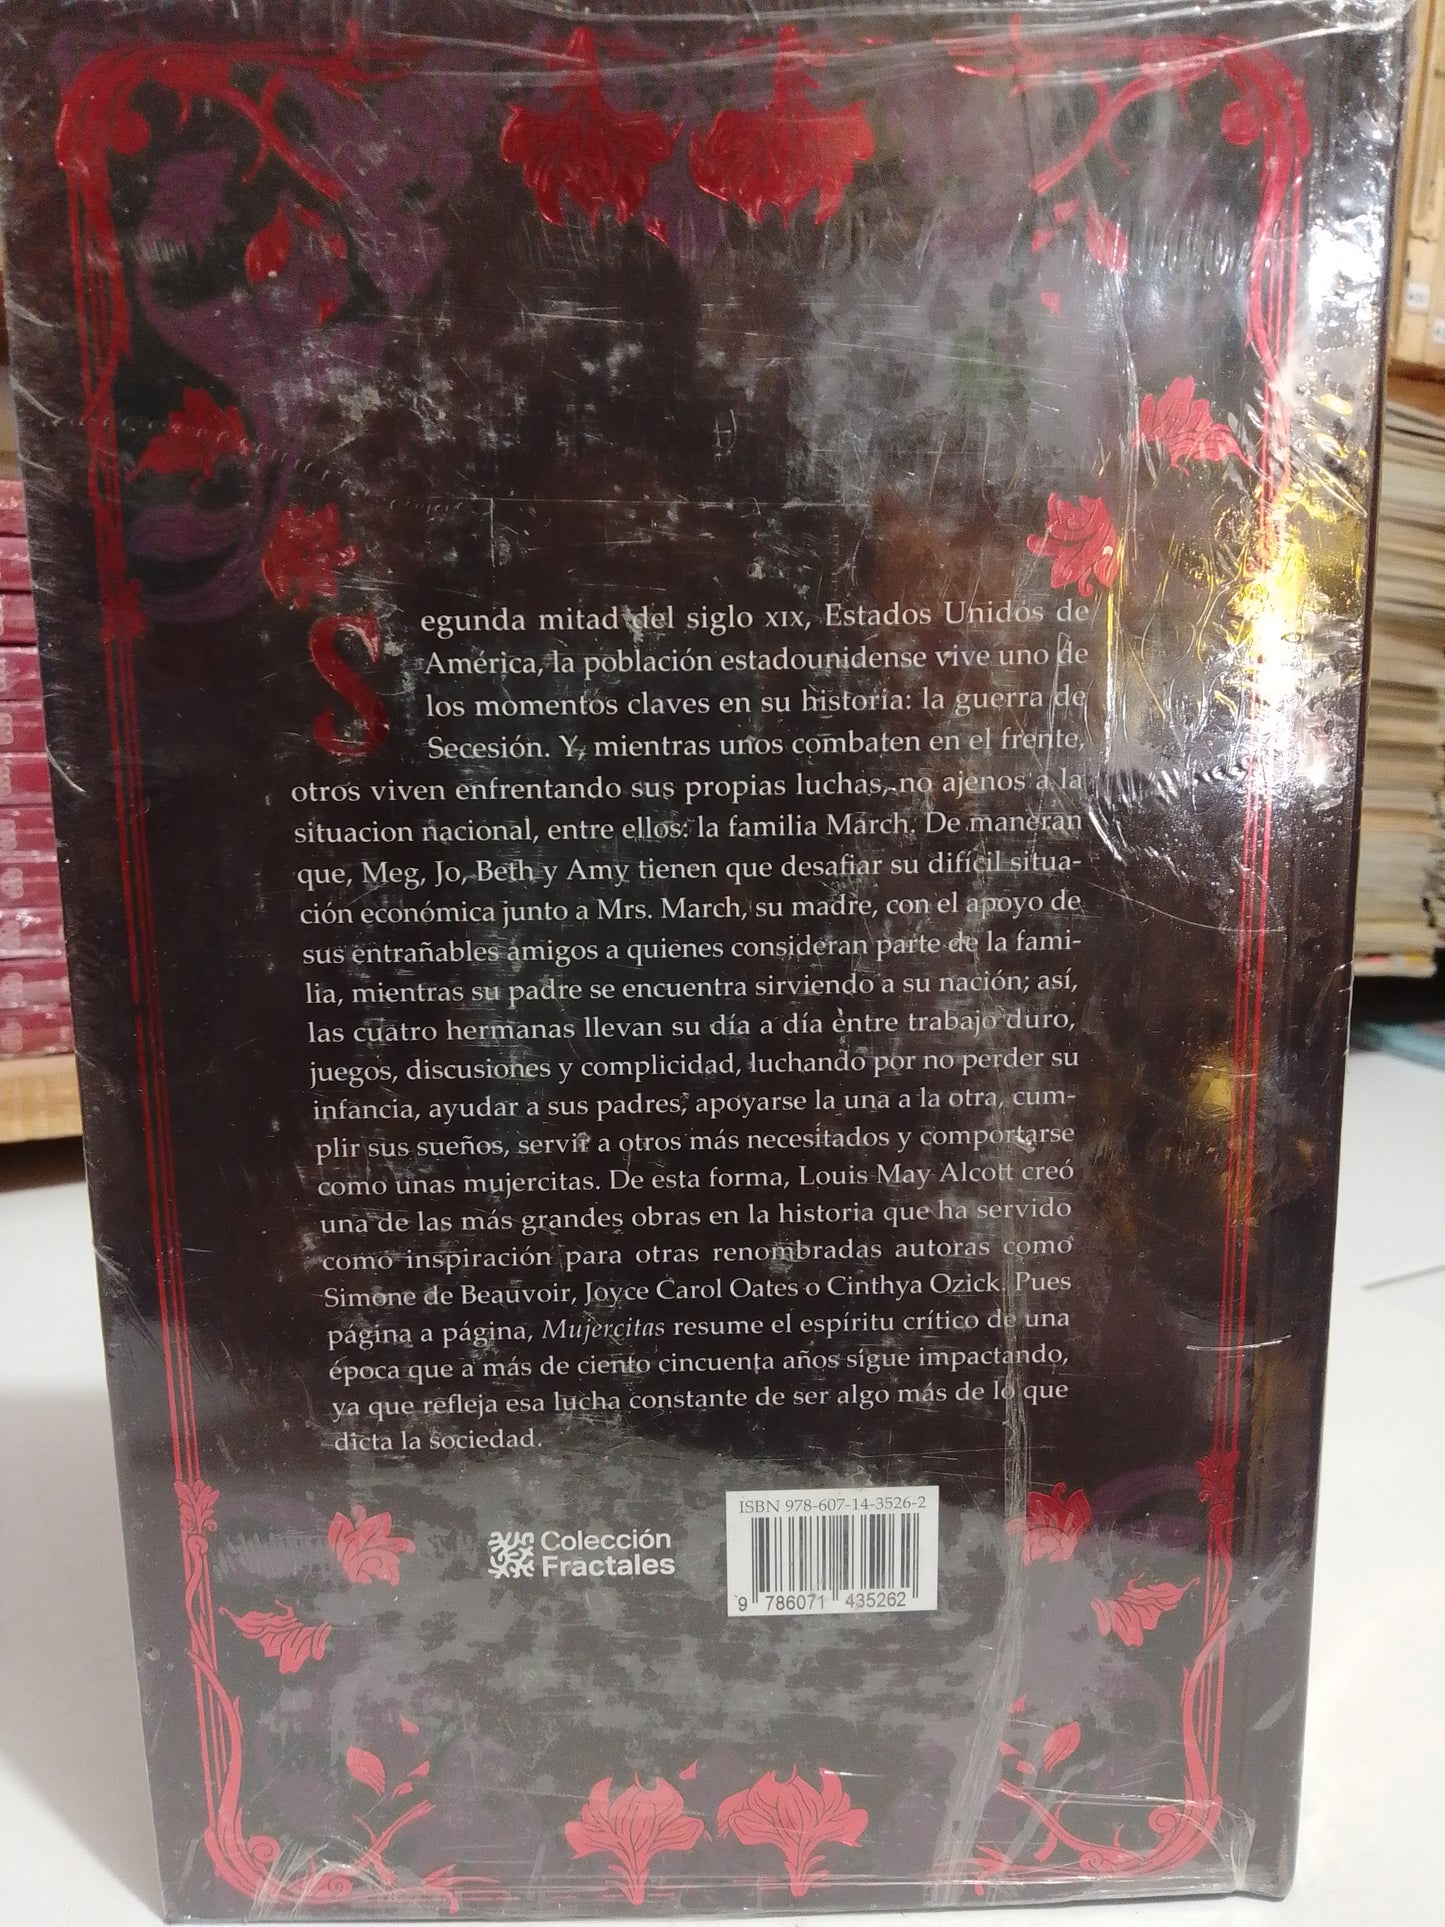 Segunda mitad del siglo XIX, Estados Unidos de
América, la población estadounidense vive uno de
los momentos claves en su historia: la guerra de
Secesión. Y, mientras unos combaten en el frente,
otros viven enfrentando sus propias luchas, no ajenos a la
situacion nacional, entre ellos: la familia March. De maneran
que, Meg, Jo, Beth y Amy tienen que desafiar su difícil situa-
ción económica junto a Mrs. March, su madre, con el apoyo de
sus entrañables amigos a quienes consideran parte de la fami-
lia, mientras su padre se encuentra sirviendo a su nación; así,
las cuatro hermanas llevan su día a día entre trabajo duro,
juegos, discusiones y complicidad, luchando por no perder su
infancia, ayudar a sus padres, apoyarse la una a la otra, cum-
plir sus sueños, servir a otros más necesitados y comportarse
como unas mujercitas. De esta forma, Louis May Alcott creó
una de las más grandes obras en la historia que ha servido
como inspiración para otras renombradas autoras como
Simone de Beauvoir, Joyce Carol Oates o Cinthya Ozick. Pues
página a página, Mujercitas resume el espíritu crítico de una
época que a más de ciento cincuenta años sigue impactando,
ya que refleja esa lucha constante de ser algo más de lo que
dicta la sociedad.
Colección
Fractales
ISBN 978-607-14-3526-2
9 786071 435262